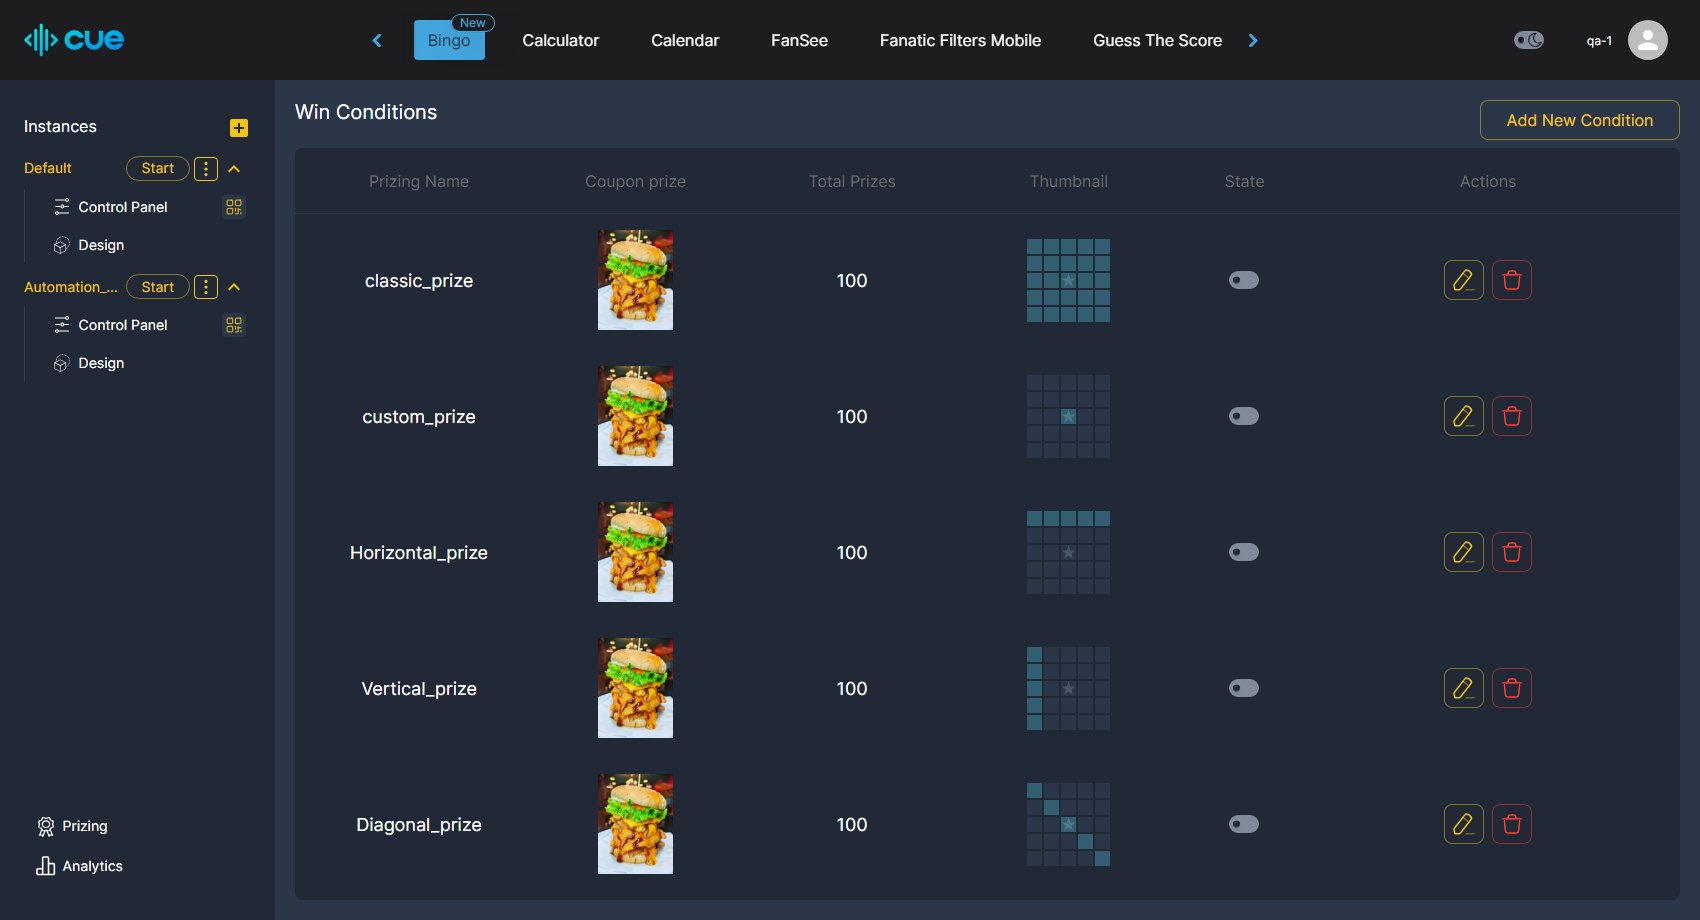 cue
New
Bingo
Calculator
Calendar
FanSee
Fanatic Filters Mobile
Guess The Score
qa-1
Instances
Default
Start
Control Panel
Design
Automation_...
Start
Control Panel
Design
Prizing
Analytics
Win Conditions
Add New Condition
Prizing Name Coupon prize Total Prizes Thumbnail State Actions
classic_prize 100
custom_prize 100
Horizontal_prize 100
Vertical_prize 100
Diagonal_prize 100